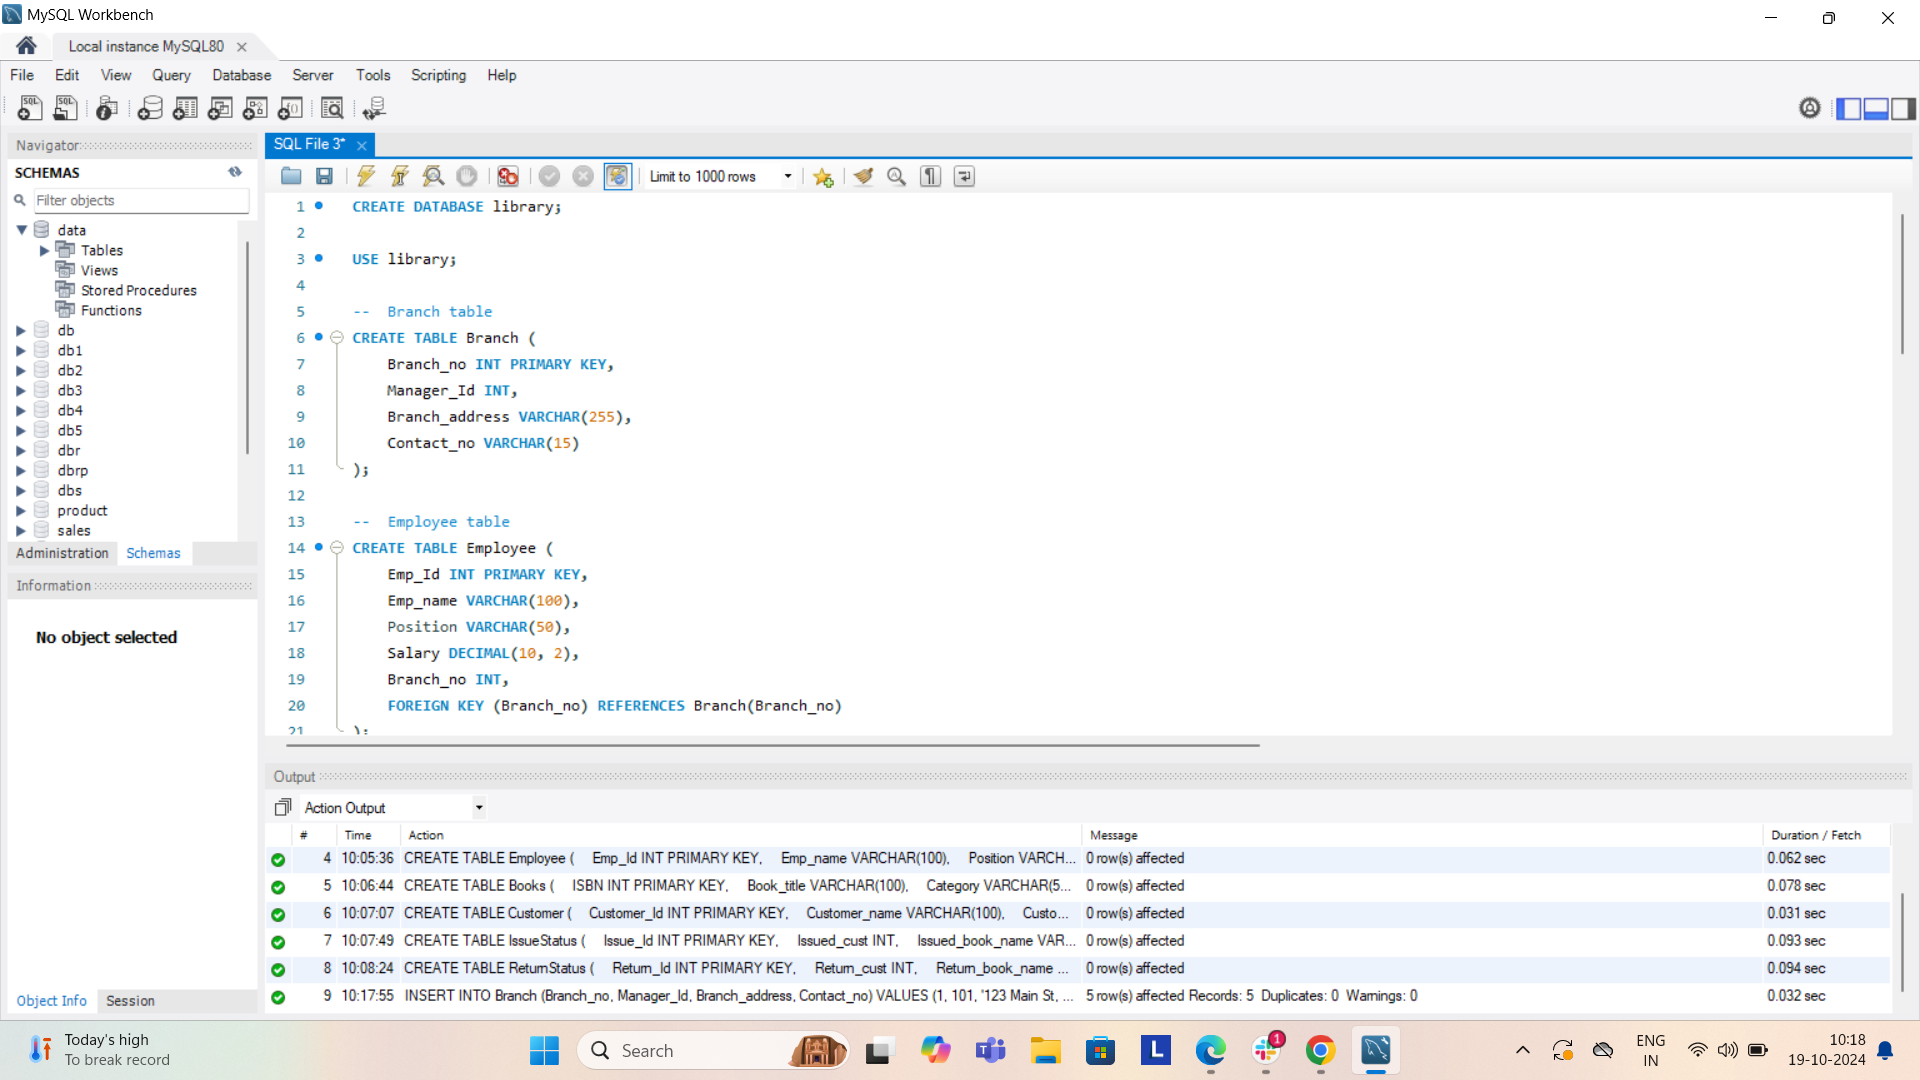 MySQL Workbench
Local instance MySQL80
File Edit View Query Database Server Tools Scripting Help
Navigator
SCHEMAS
Filter objects
data
Tables
Views
Stored Procedures
Functions
db
db1
db2
db3
db4
db5
dbr
dbrp
dbs
product
sales
Administration Schemas
Information
No object selected
Object Info Session
SQL File 3*
Limit to 1000 rows
1 CREATE DATABASE library;
2
3 USE library;
4
5 -- Branch table
6 CREATE TABLE Branch (
7 Branch_no INT PRIMARY KEY,
8 Manager_Id INT,
9 Branch_address VARCHAR(255),
10 Contact_no VARCHAR(15)
11 );
12
13 -- Employee table
14 CREATE TABLE Employee (
15 Emp_Id INT PRIMARY KEY,
16 Emp_name VARCHAR(100),
17 Position VARCHAR(50),
18 Salary DECIMAL(10, 2),
19 Branch_no INT,
20 FOREIGN KEY (Branch_no) REFERENCES Branch(Branch_no)
21 );
Output
Action Output
# Time Action Message Duration / Fetch
4 10:05:36 CREATE TABLE Employee ( Emp_Id INT PRIMARY KEY, Emp_name VARCHAR(100), Position VARCH... 0 row(s) affected 0.062 sec
5 10:06:44 CREATE TABLE Books ( ISBN INT PRIMARY KEY, Book_title VARCHAR(100), Category VARCHAR(5... 0 row(s) affected 0.078 sec
6 10:07:07 CREATE TABLE Customer ( Customer_Id INT PRIMARY KEY, Customer_name VARCHAR(100), Custo... 0 row(s) affected 0.031 sec
7 10:07:49 CREATE TABLE IssueStatus ( Issue_Id INT PRIMARY KEY, Issued_cust INT, Issued_book_name VAR... 0 row(s) affected 0.093 sec
8 10:08:24 CREATE TABLE ReturnStatus ( Return_Id INT PRIMARY KEY, Return_cust INT, Return_book_name ... 0 row(s) affected 0.094 sec
9 10:17:55 INSERT INTO Branch (Branch_no, Manager_Id, Branch_address, Contact_no) VALUES (1, 101, '123 Main St, ... 5 row(s) affected Records: 5 Duplicates: 0 Warnings: 0 0.032 sec
Today's high
To break record
Search
L
1
ENG
IN
10:18
19-10-2024